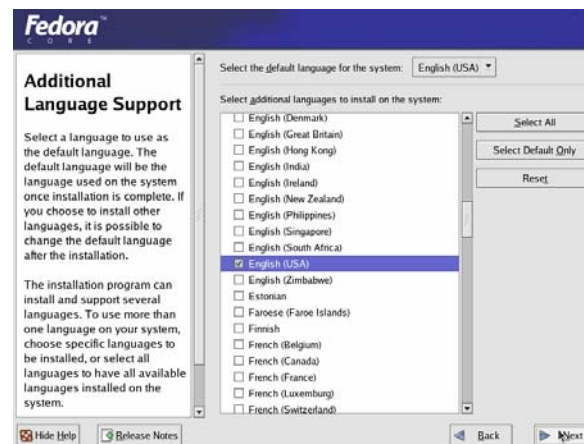 Fedora™
CORE
Additional
Language Support
Select a language to use as
the default language. The
default language will be the
language used on the system
once installation is complete. If
you choose to install other
languages, it is possible to
change the default language
after the installation.
The installation program can
install and support several
languages. To use more than
one language on your system,
choose specific languages to
be installed, or select all
languages to have all available
languages installed on the
system.
Select the default language for the system: English (USA)
Select additional languages to install on the system:
English (Denmark)
English (Great Britain)
English (Hong Kong)
English (India)
English (Ireland)
English (New Zealand)
English (Philippines)
English (Singapore)
English (South Africa)
English (USA)
English (Zimbabwe)
Estonian
Faroese (Faroe Islands)
Finnish
French (Belgium)
French (Canada)
French (France)
French (Luxemburg)
French (Switzerland)
Select All
Select Default Only
Reset
Hide Help
Release Notes
Back
Next